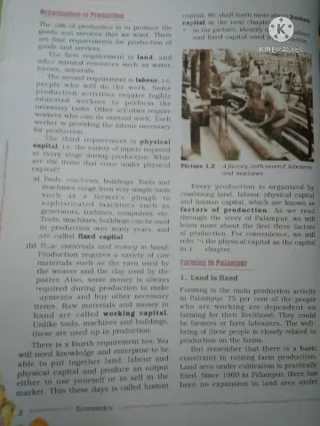 Organisation of Production
The aim of production is to produce the
goods and services that we want. There
are four requirements for production of
goods and services.
The first requirement is land, and
other natural resources such as water
forests, minerals.
The second requirement is labour, i.e.
people who will do the work. Some
production activities require highly
educated workers to perform the
necessary tasks. Other activities require
workers who can do manual work. Each
worker is providing the labour necessary
for production.
The third requirement is physical
capital, i.e. the variety of inputs required
at every stage during production. What
are the items that come under physical
capital?
(a) Tools, machines, buildings: Tools and
machines range from very simple tools
such as a farmer's plough to
sophisticated machines such as
generators, turbines, computers, etc.
Tools, machines, buildings can be used
in production over many years, and
are called fixed capital.
(b) Raw materials and money in hand:
Production requires a variety of raw
materials such as the yarn used by
the weaver and the clay used by the
potter. Also, some money is always
required during production to make
payments and buy other necessary
items. Raw materials and money in
hand are called working capital.
Unlike tools, machines and buildings,
these are used up in production.
There is a fourth requirement too. You
will need knowledge and enterprise to be
able to put together land, labour and
physical capital and produce an output
either to use yourself or to sell in the
market. This these days is called human
2
Economics
capital. We shall learn more about human
capital in the next chapter.
in the picture, identify the labour
and fixed capital used
KINEMASTER
Picture 1.2 A factory, with several labourers
and machines
Every production is organised by
combining land, labour, physical capital
and human capital, which are known as
factors of production. As we read
through the story of Palampur, we will
learn more about the first three factors
of production. For convenience, we will
refer to the physical capital as the capital
in chapter.
Farming in Palampur
1. Land is fixed
Farming is the main production activity
in Palampur. 75 per cent of the people
who are working are dependent on
farming for their livelihood. They could
be farmers or farm labourers. The well-
being of these people is closely related to
production on the farms.
But remember that there is a basic
constraint in raising farm production.
Land area under cultivation is practically
fixed. Since 1960 in Palampur, there has
been no expansion in land area under